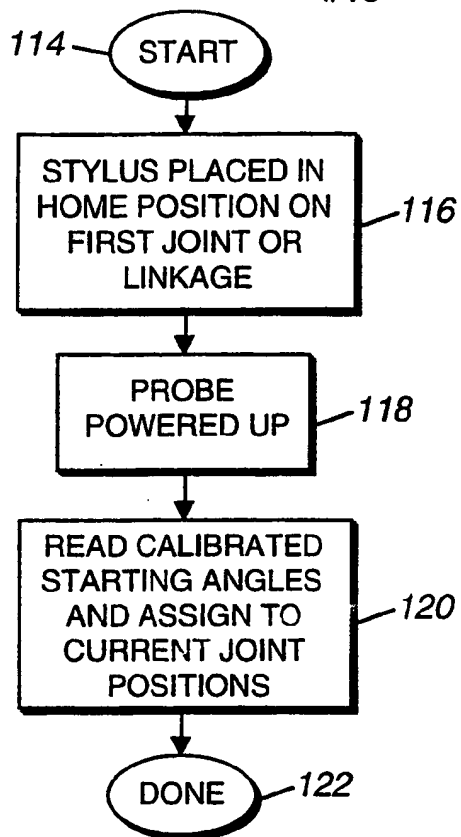 114
START
STYLUS PLACED IN
HOME POSITION ON
FIRST JOINT OR
LINKAGE
116
PROBE
POWERED UP
118
READ CALIBRATED
STARTING ANGLES
AND ASSIGN TO
CURRENT JOINT
POSITIONS
120
DONE
122